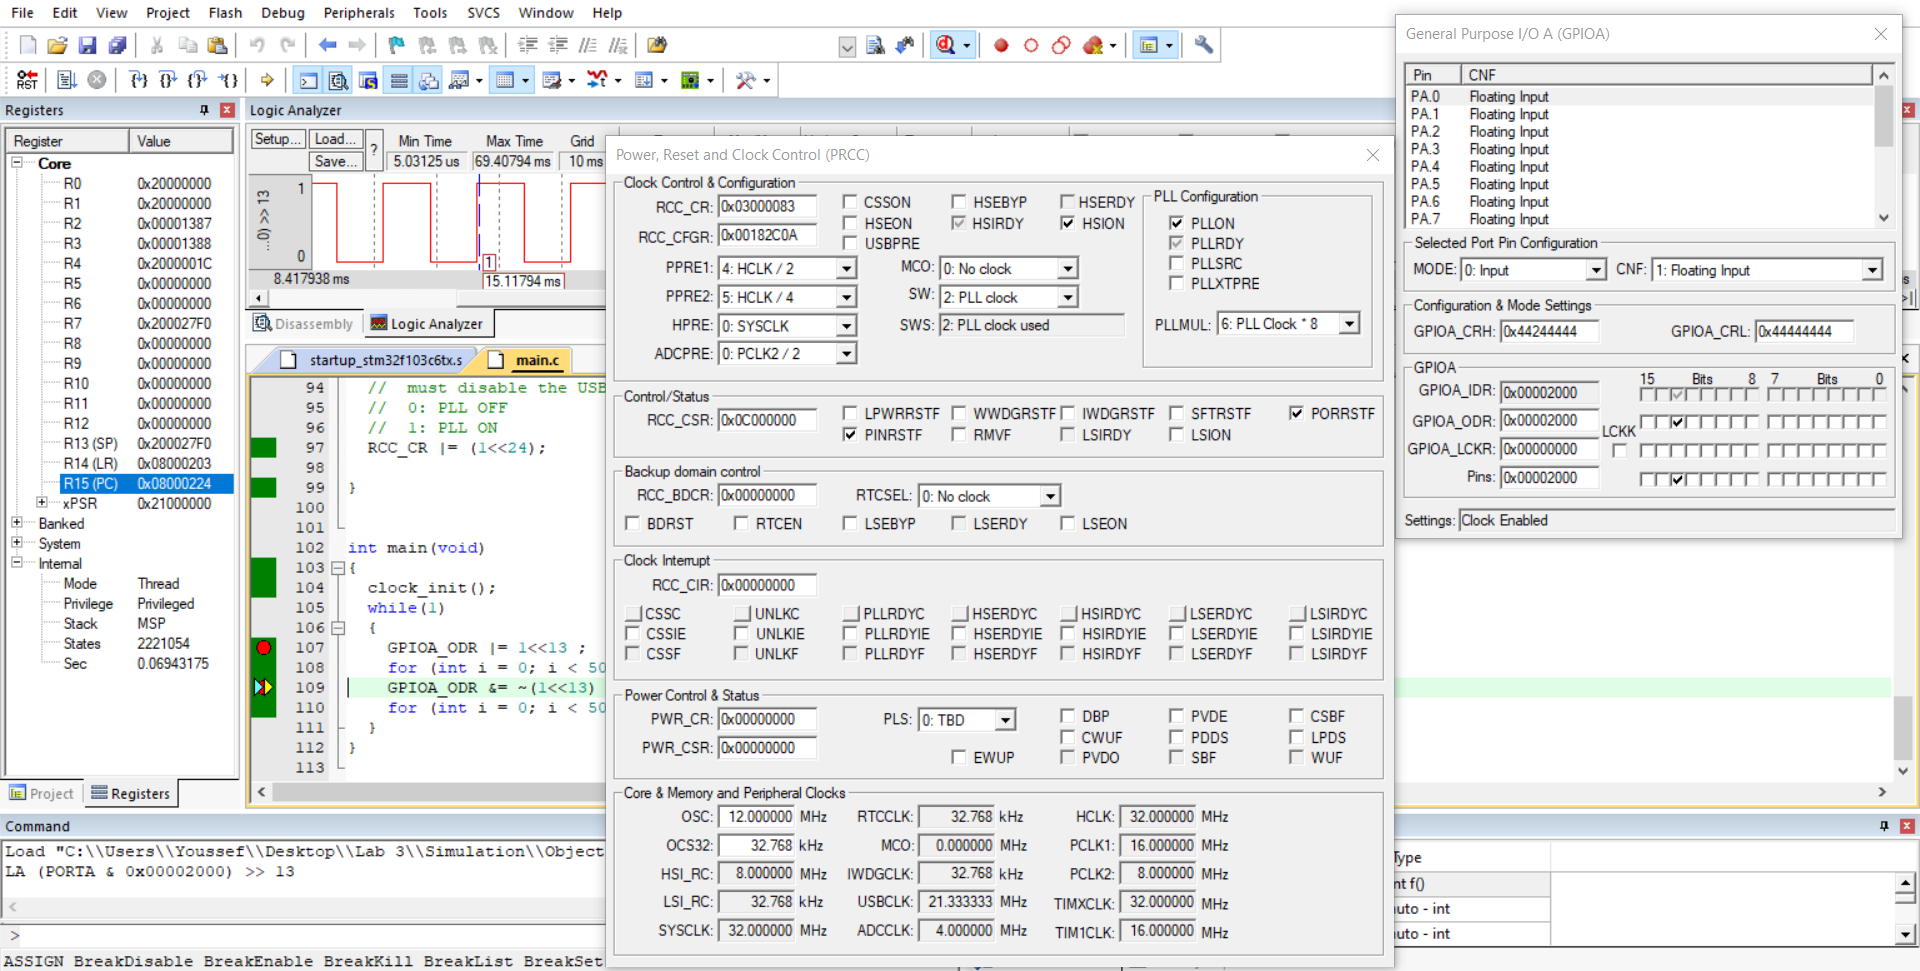 File Edit View Project Flash Debug Peripherals Tools SVCS Window Help
RST
Registers
Register Value
Core
R0 0x20000000
R1 0x20000000
R2 0x00001387
R3 0x00001388
R4 0x2000001C
R5 0x00000000
R6 0x00000000
R7 0x200027F0
R8 0x00000000
R9 0x00000000
R10 0x00000000
R11 0x00000000
R12 0x00000000
R13 (SP) 0x200027F0
R14 (LR) 0x08000203
R15 (PC) 0x08000224
xPSR 0x21000000
Banked
System
Internal
Mode Thread
Privilege Privileged
Stack MSP
States 2221054
Sec 0.06943175
Project Registers
Logic Analyzer
Setup... Load... Save... ?
Min Time Max Time Grid
5.03125 us 69.40794 ms 10 ms
...0) >> 13
1
0
1
8.417938 ms 15.11794 ms
Disassembly Logic Analyzer
startup_stm32f103c6tx.s main.c
94 // must disable the USB
95 // 0: PLL OFF
96 // 1: PLL ON
97 RCC_CR |= (1<<24);
98
99 }
100
101
102 int main(void)
103 {
104 clock_init();
105 while(1)
106 {
107 GPIOA_ODR |= 1<<13 ;
108 for (int i = 0; i < 50
109 GPIOA_ODR &= ~(1<<13)
110 for (int i = 0; i < 50
111 }
112 }
113
Power, Reset and Clock Control (PRCC)
Clock Control & Configuration
RCC_CR: 0x03000083 CSSON HSEBYP HSERDY
HSEON HSIRDY HSION
RCC_CFGR: 0x00182C0A USBPRE
PPRE1: 4: HCLK / 2 MCO: 0: No clock
PPRE2: 5: HCLK / 4 SW: 2: PLL clock
HPRE: 0: SYSCLK SWS: 2: PLL clock used
ADCPRE: 0: PCLK2 / 2
PLL Configuration
PLLON
PLLRDY
PLLSRC
PLLXTPRE
PLLMUL: 6: PLL Clock * 8
Control/Status
RCC_CSR: 0x0C000000 LPWRRSTF WWDGRSTF IWDGRSTF SFTRSTF PORRSTF
PINRSTF RMVF LSIRDY LSION
Backup domain control
RCC_BDCR: 0x00000000 RTCSEL: 0: No clock
BDRST RTCEN LSEBYP LSERDY LSEON
Clock Interrupt
RCC_CIR: 0x00000000
CSSC UNLKC PLLRDYC HSERDYC HSIRDYC LSERDYC LSIRDYC
CSSIE UNLKIE PLLRDYIE HSERDYIE HSIRDYIE LSERDYIE LSIRDYIE
CSSF UNLKF PLLRDYF HSERDYF HSIRDYF LSERDYF LSIRDYF
Power Control & Status
PWR_CR: 0x00000000 PLS: 0: TBD DBP PVDE CSBF
CWUF PDDS LPDS
PWR_CSR: 0x00000000 EWUP PVDO SBF WUF
Core & Memory and Peripheral Clocks
OSC: 12.000000 MHz RTCCLK: 32.768 kHz HCLK: 32.000000 MHz
OCS32: 32.768 kHz MCO: 0.000000 MHz PCLK1: 16.000000 MHz
HSI_RC: 8.000000 MHz IWDGCLK: 32.768 kHz PCLK2: 8.000000 MHz
LSI_RC: 32.768 kHz USBCLK: 21.333333 MHz TIMXCLK: 32.000000 MHz
SYSCLK: 32.000000 MHz ADCCLK: 4.000000 MHz TIM1CLK: 16.000000 MHz
General Purpose I/O A (GPIOA)
Pin CNF
PA.0 Floating Input
PA.1 Floating Input
PA.2 Floating Input
PA.3 Floating Input
PA.4 Floating Input
PA.5 Floating Input
PA.6 Floating Input
PA.7 Floating Input
Selected Port Pin Configuration
MODE: 0: Input CNF: 1: Floating Input
Configuration & Mode Settings
GPIOA_CRH: 0x44244444 GPIOA_CRL: 0x44444444
GPIOA
15 Bits 8 7 Bits 0
GPIOA_IDR: 0x00002000
GPIOA_ODR: 0x00002000
LCKK
GPIOA_LCKR: 0x00000000
Pins: 0x00002000
Settings: Clock Enabled
Command
Load "C:\\Users\\Youssef\\Desktop\\Lab 3\\Simulation\\Object
LA (PORTA & 0x00002000) >> 13
>
ASSIGN BreakDisable BreakEnable BreakKill BreakList BreakSet
Type
int f()
auto - int
auto - int